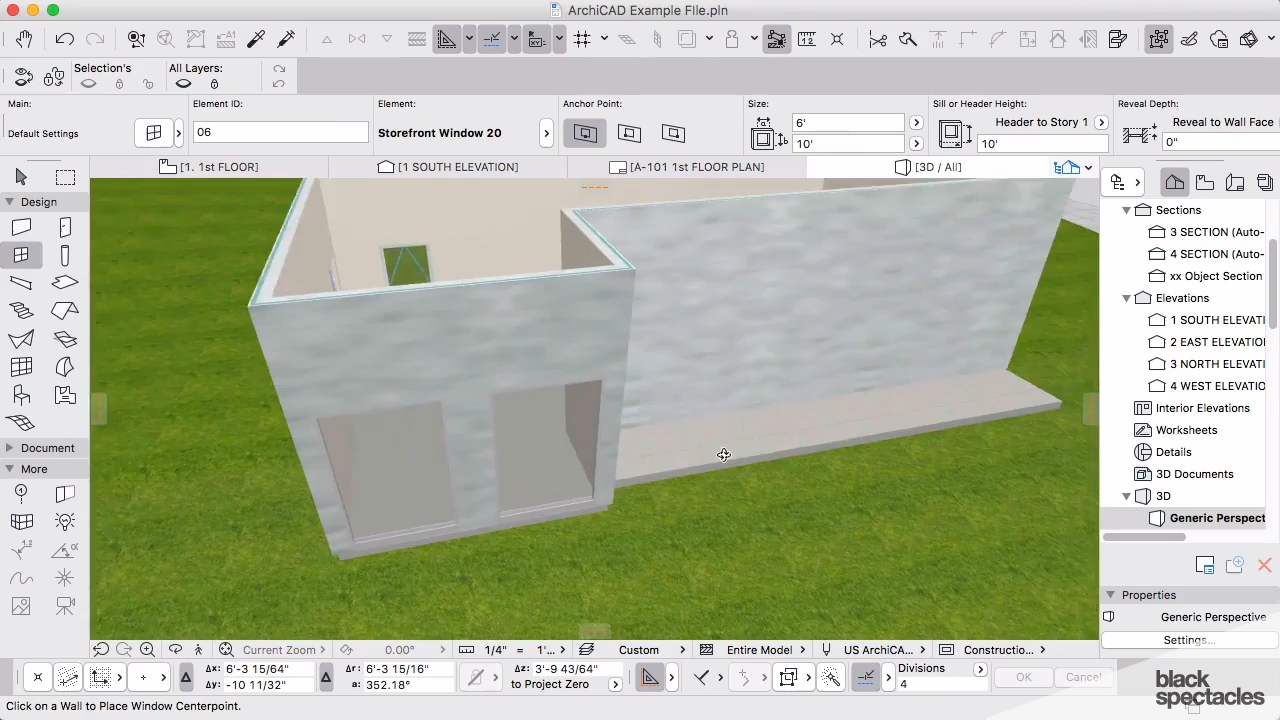 ArchiCAD Example FIle.pln
Selection's
All Layers:
Main:
Default Settings
Element ID:
06
Element:
Storefront Window 20
Anchor Point:
Size:
6'
10'
Sill or Header Height:
Header to Story 1
10'
Reveal Depth:
Reveal to Wall Face
0"
[1. 1st FLOOR]
[1 SOUTH ELEVATION]
[A-101 1st FLOOR PLAN]
[3D / All]
Design
Document
More
Sections
3 SECTION (Auto-
4 SECTION (Auto-
xx Object Section
Elevations
1 SOUTH ELEVATI
2 EAST ELEVATIO
3 NORTH ELEVATI
4 WEST ELEVATIO
Interior Elevations
Worksheets
Details
3D Documents
3D
Generic Perspect
Properties
Generic Perspective
Settings...
Current Zoom
0.00°
1/4" = 1'...
Custom
Entire Model
US ArchiCA...
Constructio...
Δx: 6'-3 15/64"
Δy: -10 11/32"
Δr: 6'-3 15/16"
a: 352.18°
Δz: 3'-9 43/64"
to Project Zero
Divisions
4
OK
Cancel
Click on a Wall to Place Window Centerpoint.
black
spectacles